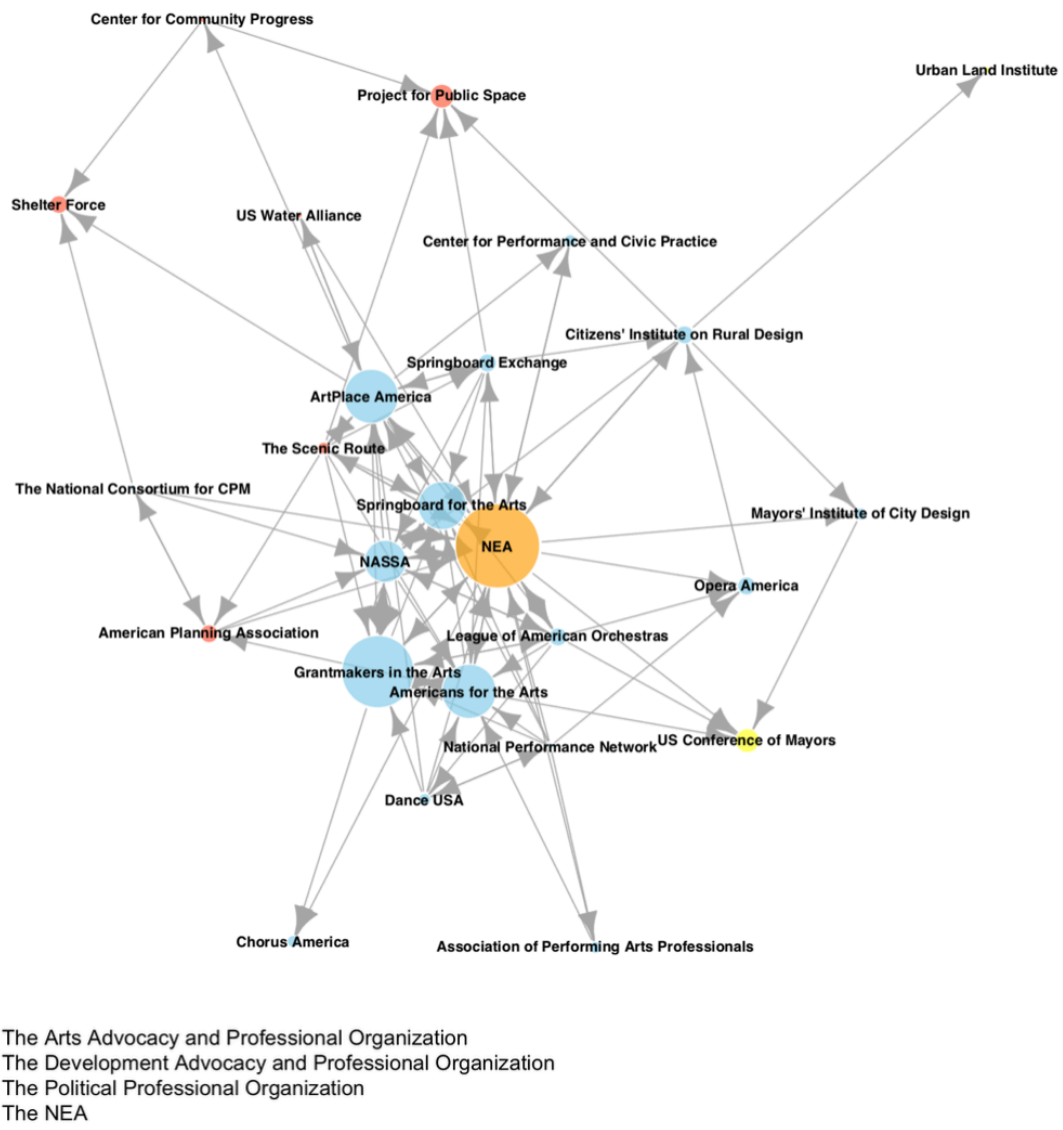 Center for Community Progress
Urban Land Institute
Project for Public Space
Shelter Force
US Water Alliance
Center for Performance and Civic Practice
Citizens' Institute on Rural Design
Springboard Exchange
ArtPlace America
The Scenic Route
The National Consortium for CPM
Springboard for the Arts
Mayors' Institute of City Design
NEA
NASSA
Opera America
American Planning Association
League of American Orchestras
Grantmakers in the Arts
Americans for the Arts
US Conference of Mayors
National Performance Network
Dance USA
Chorus America
Association of Performing Arts Professionals
The Arts Advocacy and Professional Organization
The Development Advocacy and Professional Organization
The Political Professional Organization
The NEA